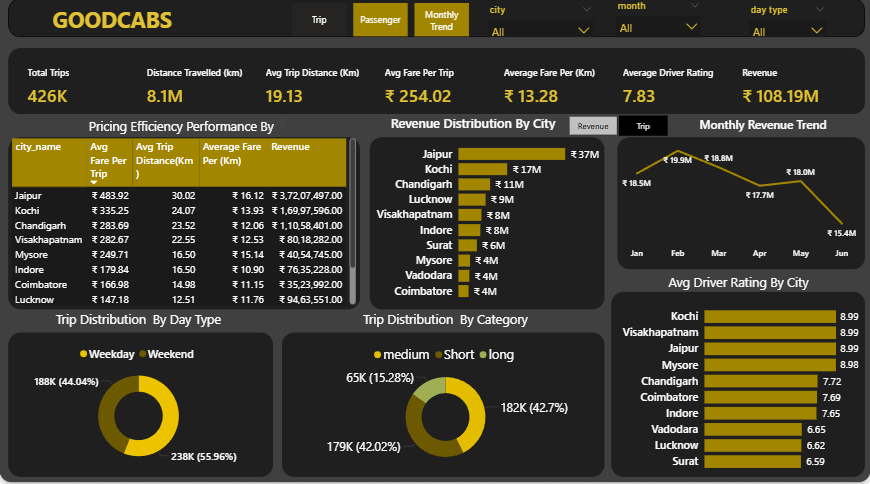 GOODCABS
Trip
Passenger
Monthly
Trend
city
All
month
All
day type
All
Total Trips
426K
Distance Travelled (km)
8.1M
Avg Trip Distance (Km)
19.13
Avg Fare Per Trip
₹ 254.02
Average Fare Per (Km)
₹ 13.28
Average Driver Rating
7.83
Revenue
₹ 108.19M
Pricing Efficiency Performance By
city_name Avg Fare Per Trip Avg Trip Distance(Km) Average Fare Per (Km) Revenue
Jaipur ₹ 483.92 30.02 ₹ 16.12 ₹ 3,72,07,497.00
Kochi ₹ 335.25 24.07 ₹ 13.93 ₹ 1,69,97,596.00
Chandigarh ₹ 283.69 23.52 ₹ 12.06 ₹ 1,10,58,401.00
Visakhapatnam ₹ 282.67 22.55 ₹ 12.53 ₹ 80,18,282.00
Mysore ₹ 249.71 16.50 ₹ 15.14 ₹ 40,54,745.00
Indore ₹ 179.84 16.50 ₹ 10.90 ₹ 76,35,228.00
Coimbatore ₹ 166.98 14.98 ₹ 11.15 ₹ 35,23,992.00
Lucknow ₹ 147.18 12.51 ₹ 11.76 ₹ 94,63,551.00
Revenue Distribution By City
Revenue
Trip
Jaipur ₹ 37M
Kochi ₹ 17M
Chandigarh ₹ 11M
Lucknow ₹ 9M
Visakhapatnam ₹ 8M
Indore ₹ 8M
Surat ₹ 6M
Mysore ₹ 4M
Vadodara ₹ 4M
Coimbatore ₹ 4M
Monthly Revenue Trend
₹ 18.5M
₹ 19.9M
₹ 18.8M
₹ 17.7M
₹ 18.0M
₹ 15.4M
Jan Feb Mar Apr May Jun
Trip Distribution By Day Type
Weekday Weekend
188K (44.04%)
238K (55.96%)
Trip Distribution By Category
medium Short long
65K (15.28%)
182K (42.7%)
179K (42.02%)
Avg Driver Rating By City
Kochi 8.99
Visakhapatnam 8.99
Jaipur 8.99
Mysore 8.98
Chandigarh 7.72
Coimbatore 7.69
Indore 7.65
Vadodara 6.65
Lucknow 6.62
Surat 6.59